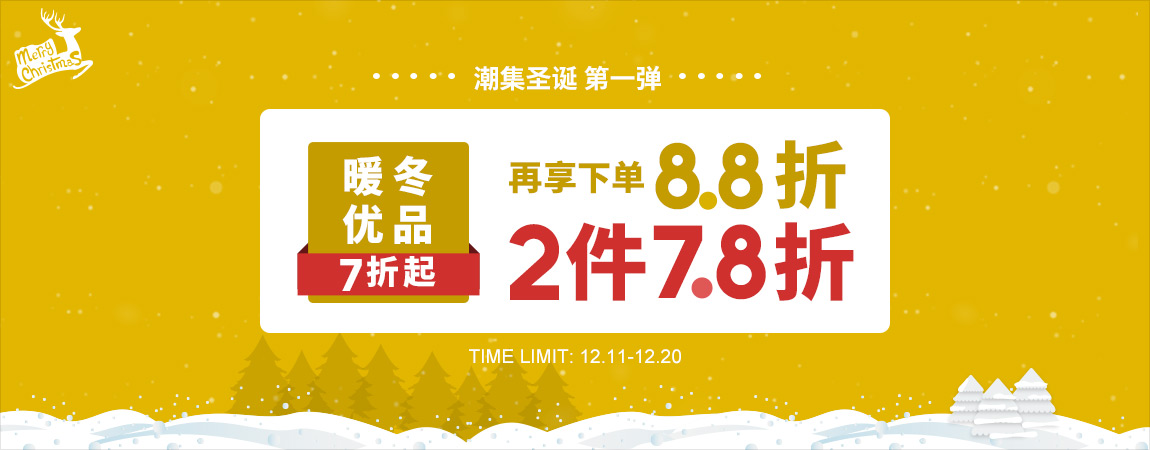 Merry
Christmas
潮集圣诞 第一弹
暖冬
优品
7折起
再享下单8.8折
2件7.8折
TIME LIMIT: 12.11-12.20